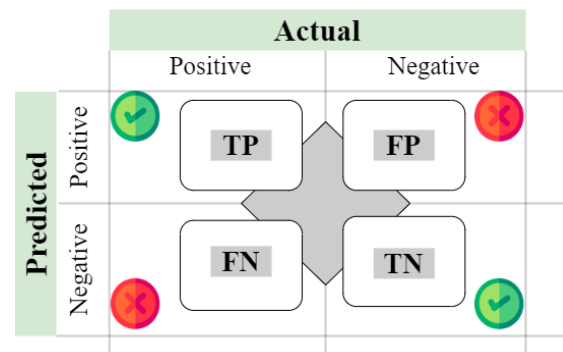 Actual
Positive Negative
Predicted
Positive
TP FP
Negative
FN TN